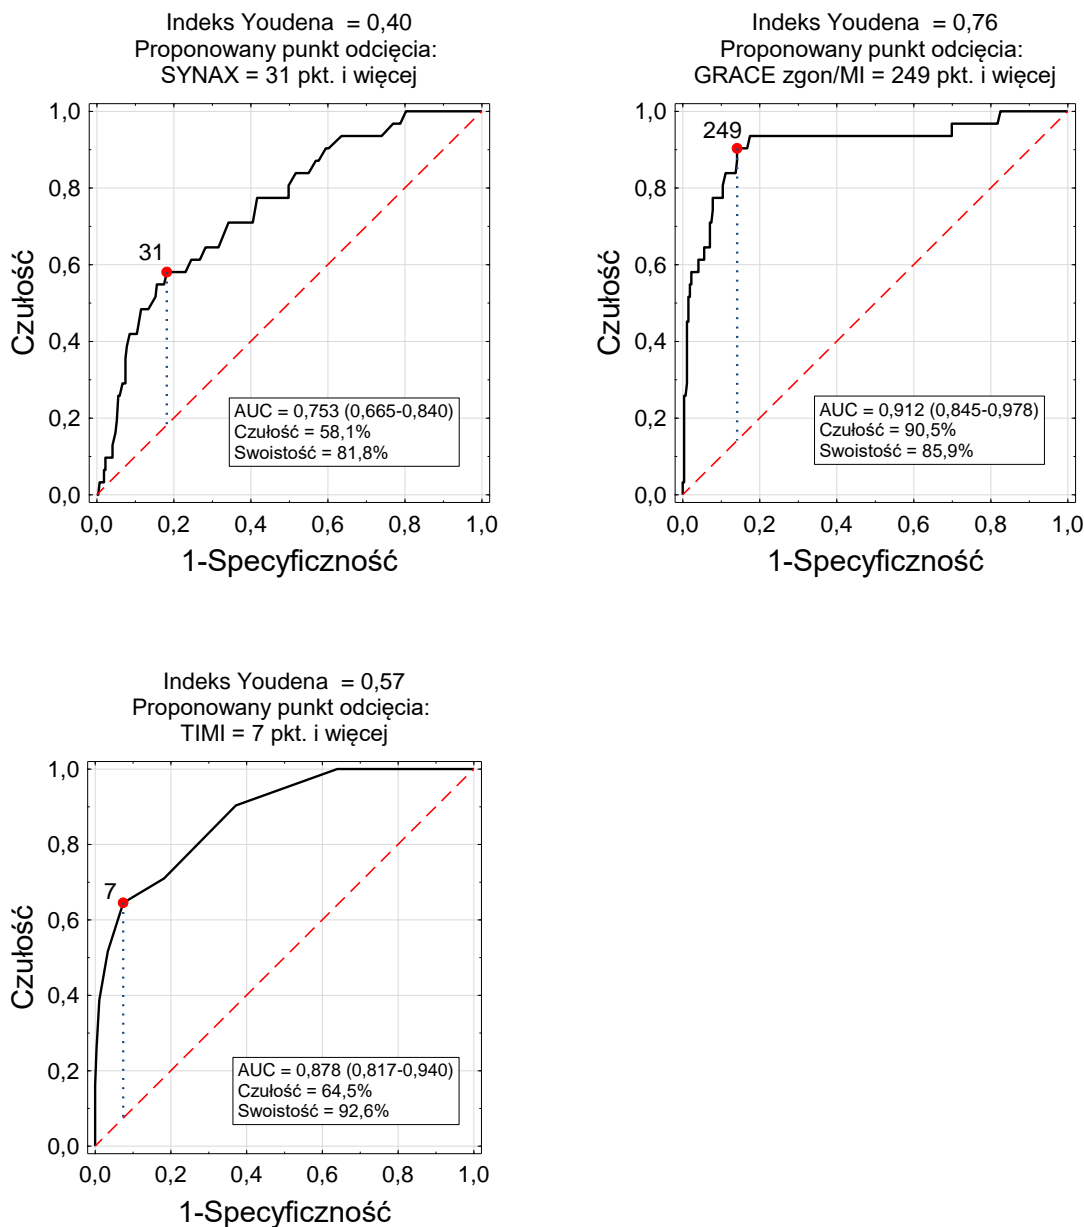 Indeks Youdena  = 0,40
Proponowany punkt odcięcia:
SYNAX = 31 pkt. i więcej
1,0
0,8
0,6
0,4
0,2
0,0
Czułość
31
AUC = 0,753 (0,665-0,840)
Czułość = 58,1%
Swoistość = 81,8%
0,0 0,2 0,4 0,6 0,8 1,0
1-Specyficzność
Indeks Youdena  = 0,76
Proponowany punkt odcięcia:
GRACE zgon/MI = 249 pkt. i więcej
1,0
0,8
0,6
0,4
0,2
0,0
Czułość
249
AUC = 0,912 (0,845-0,978)
Czułość = 90,5%
Swoistość = 85,9%
0,0 0,2 0,4 0,6 0,8 1,0
1-Specyficzność
Indeks Youdena  = 0,57
Proponowany punkt odcięcia:
TIMI = 7 pkt. i więcej
1,0
0,8
0,6
0,4
0,2
0,0
Czułość
7
AUC = 0,878 (0,817-0,940)
Czułość = 64,5%
Swoistość = 92,6%
0,0 0,2 0,4 0,6 0,8 1,0
1-Specyficzność